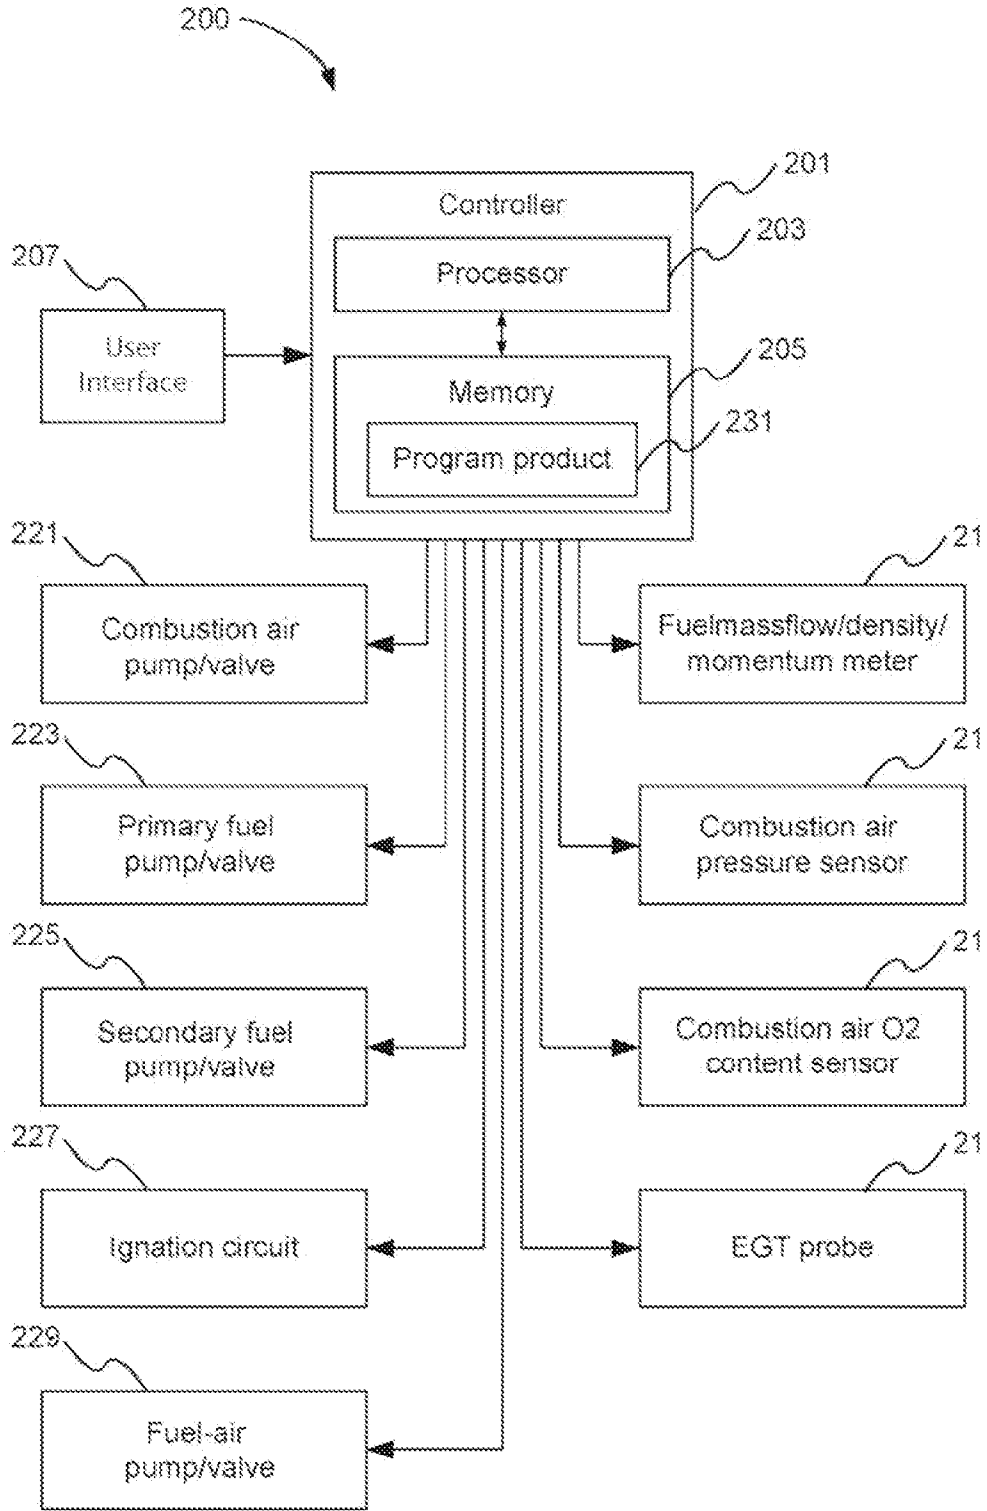 200
201
Controller
203
Processor
207
User
Interface
205
Memory
231
Program product
221
Combustion air
pump/valve
21
Fuelmassflow/density/
momentum meter
223
Primary fuel
pump/valve
21
Combustion air
pressure sensor
225
Secondary fuel
pump/valve
21
Combustion air O2
content sensor
227
Ignation circuit
21
EGT probe
229
Fuel-air
pump/valve